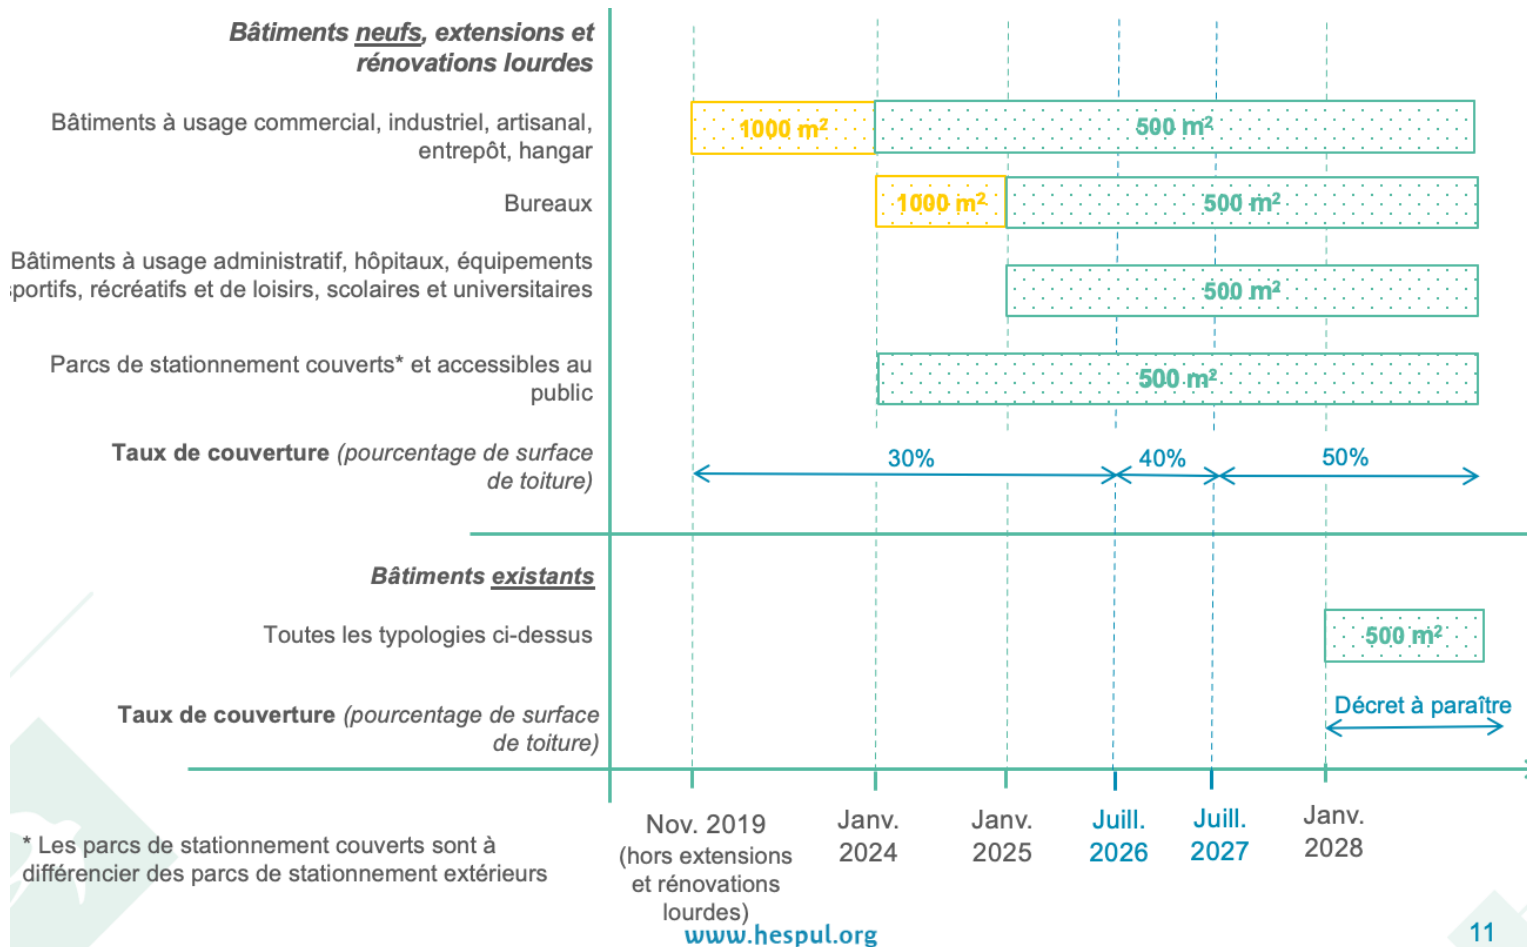 Bâtiments neufs, extensions et
rénovations lourdes
Bâtiments à usage commercial, industriel, artisanal,
entrepôt, hangar
1000 m²
500 m²
Bureaux
1000 m²
500 m²
Bâtiments à usage administratif, hôpitaux, équipements
sportifs, récréatifs et de loisirs, scolaires et universitaires
500 m²
Parcs de stationnement couverts* et accessibles au
public
500 m²
Taux de couverture (pourcentage de surface
de toiture)
30%
40%
50%
Bâtiments existants
Toutes les typologies ci-dessus
500 m²
Taux de couverture (pourcentage de surface
de toiture)
Décret à paraître
Nov. 2019
(hors extensions
et rénovations
lourdes)
Janv.
2024
Janv.
2025
Juill.
2026
Juill.
2027
Janv.
2028
* Les parcs de stationnement couverts sont à
différencier des parcs de stationnement extérieurs
www.hespul.org
11